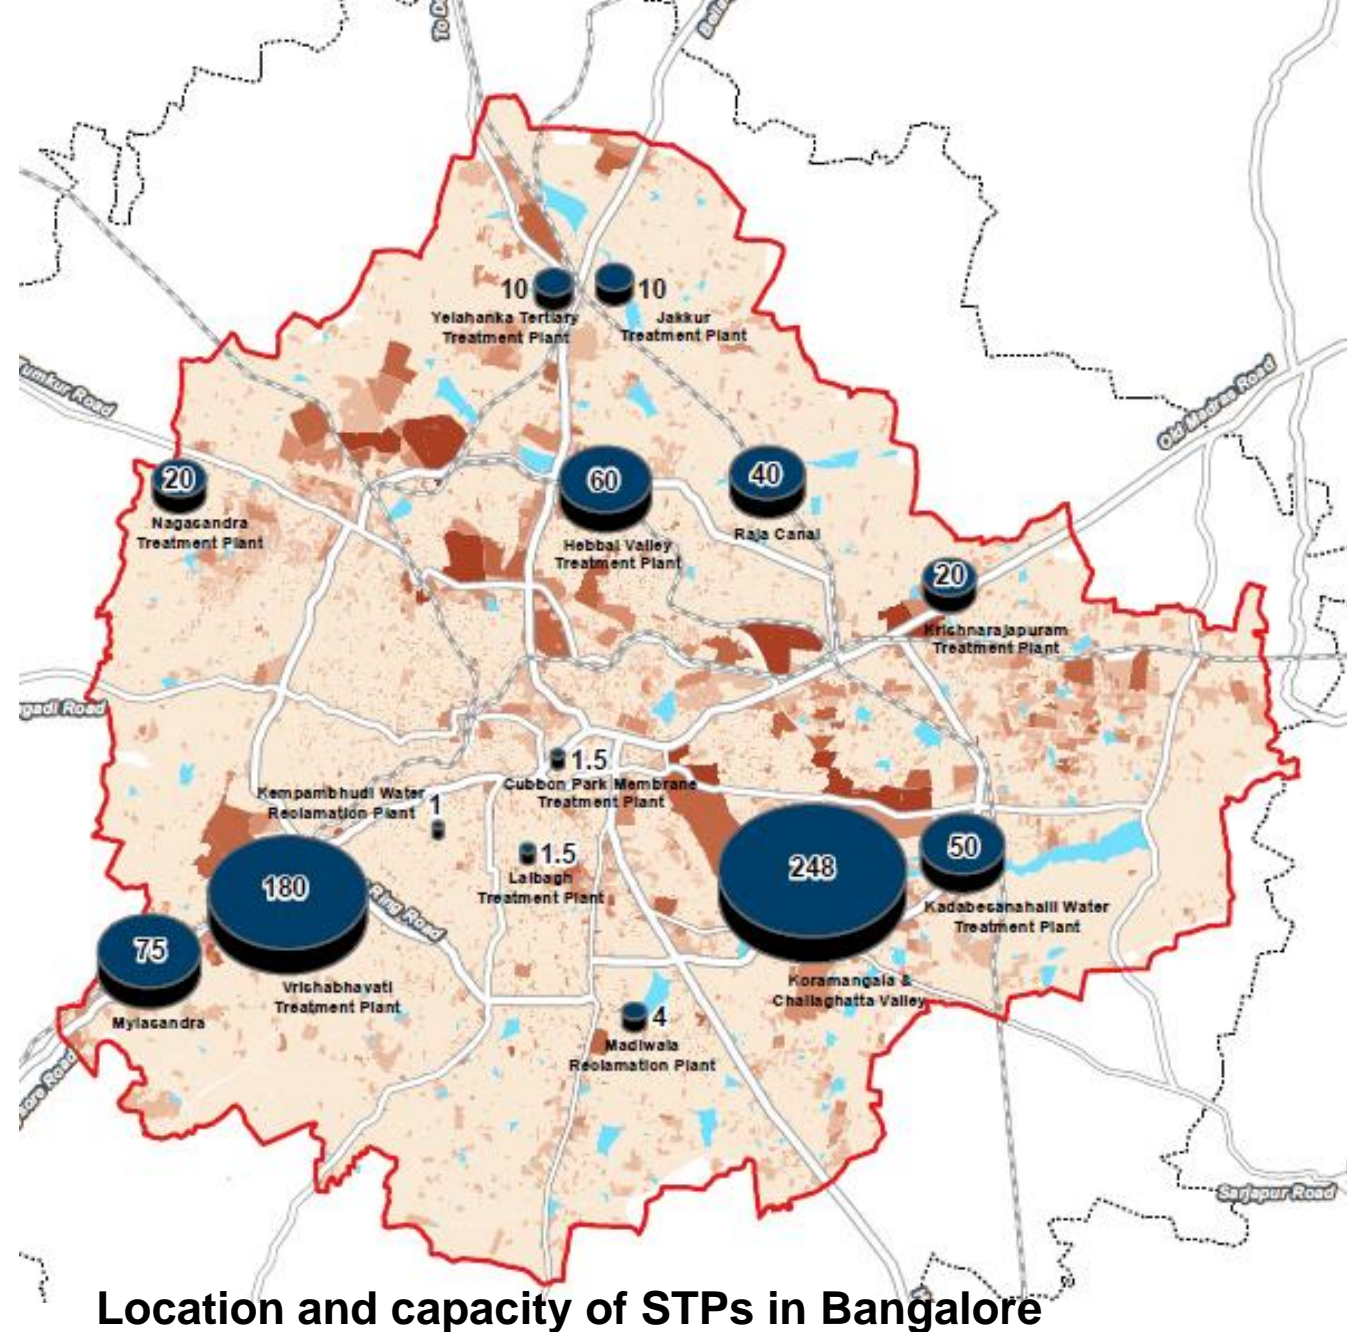 10
Yelahanka Tertiary
Treatment Plant
10
Jakkur
Treatment Plant
Tumkur Road
Old Madras Road
20
Nagasandra
Treatment Plant
60
Hebbal Valley
Treatment Plant
40
Raja Canal
20
Krishnarajapuram
Treatment Plant
gadi Road
1.5
Cubbon Park Membrane
Treatment Plant
Kempambhudi Water
Reclamation Plant
1
1.5
Lalbagh
Treatment Plant
248
Koramangala &
Challaghatta Valley
50
Kadabesanahalli Water
Treatment Plant
180
Vrishabhavati
Treatment Plant
Ring Road
75
Mylasandra
4
Madiwala
Reclamation Plant
ore Road
Sarjapur Road
Location and capacity of STPs in Bangalore